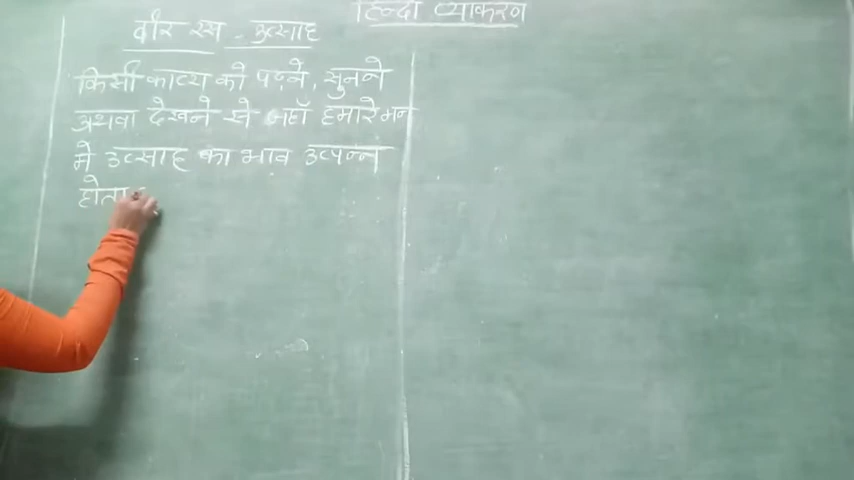 हिन्दी व्याकरण
वीर रस - उत्साह
किसी काव्य को पढ़ने, सुनने
अथवा देखने से जहाँ हमारे मन
मे उत्साह का भाव उत्पन्न
होता